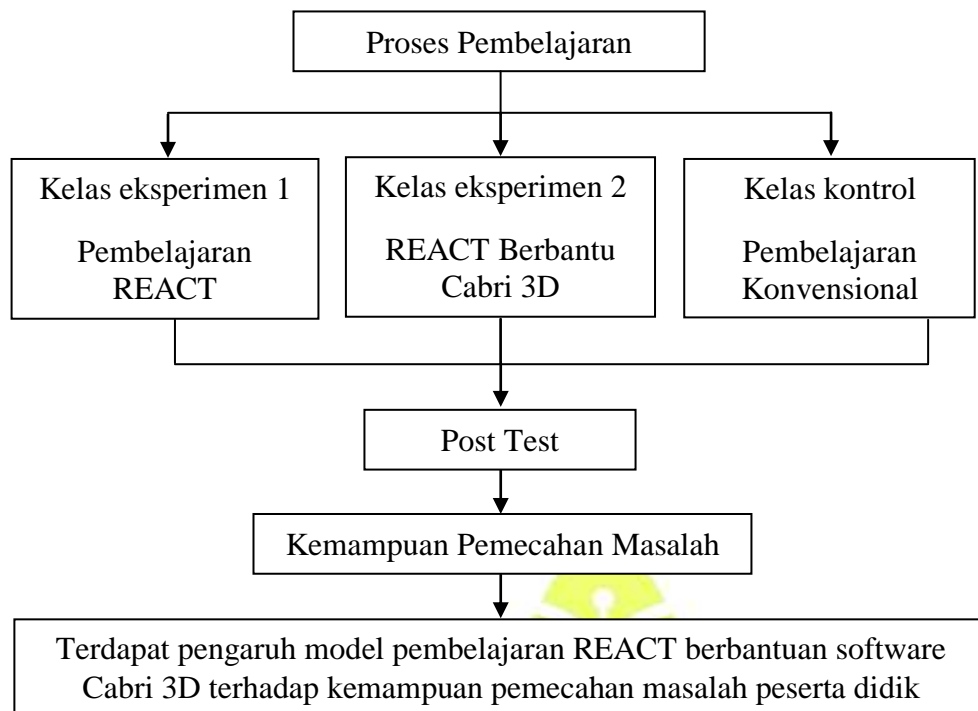 Proses Pembelajaran
Kelas eksperimen 1
Pembelajaran
REACT
Kelas eksperimen 2
REACT Berbantu
Cabri 3D
Kelas kontrol
Pembelajaran
Konvensional
Post Test
Kemampuan Pemecahan Masalah
Terdapat pengaruh model pembelajaran REACT berbantuan software
Cabri 3D terhadap kemampuan pemecahan masalah peserta didik